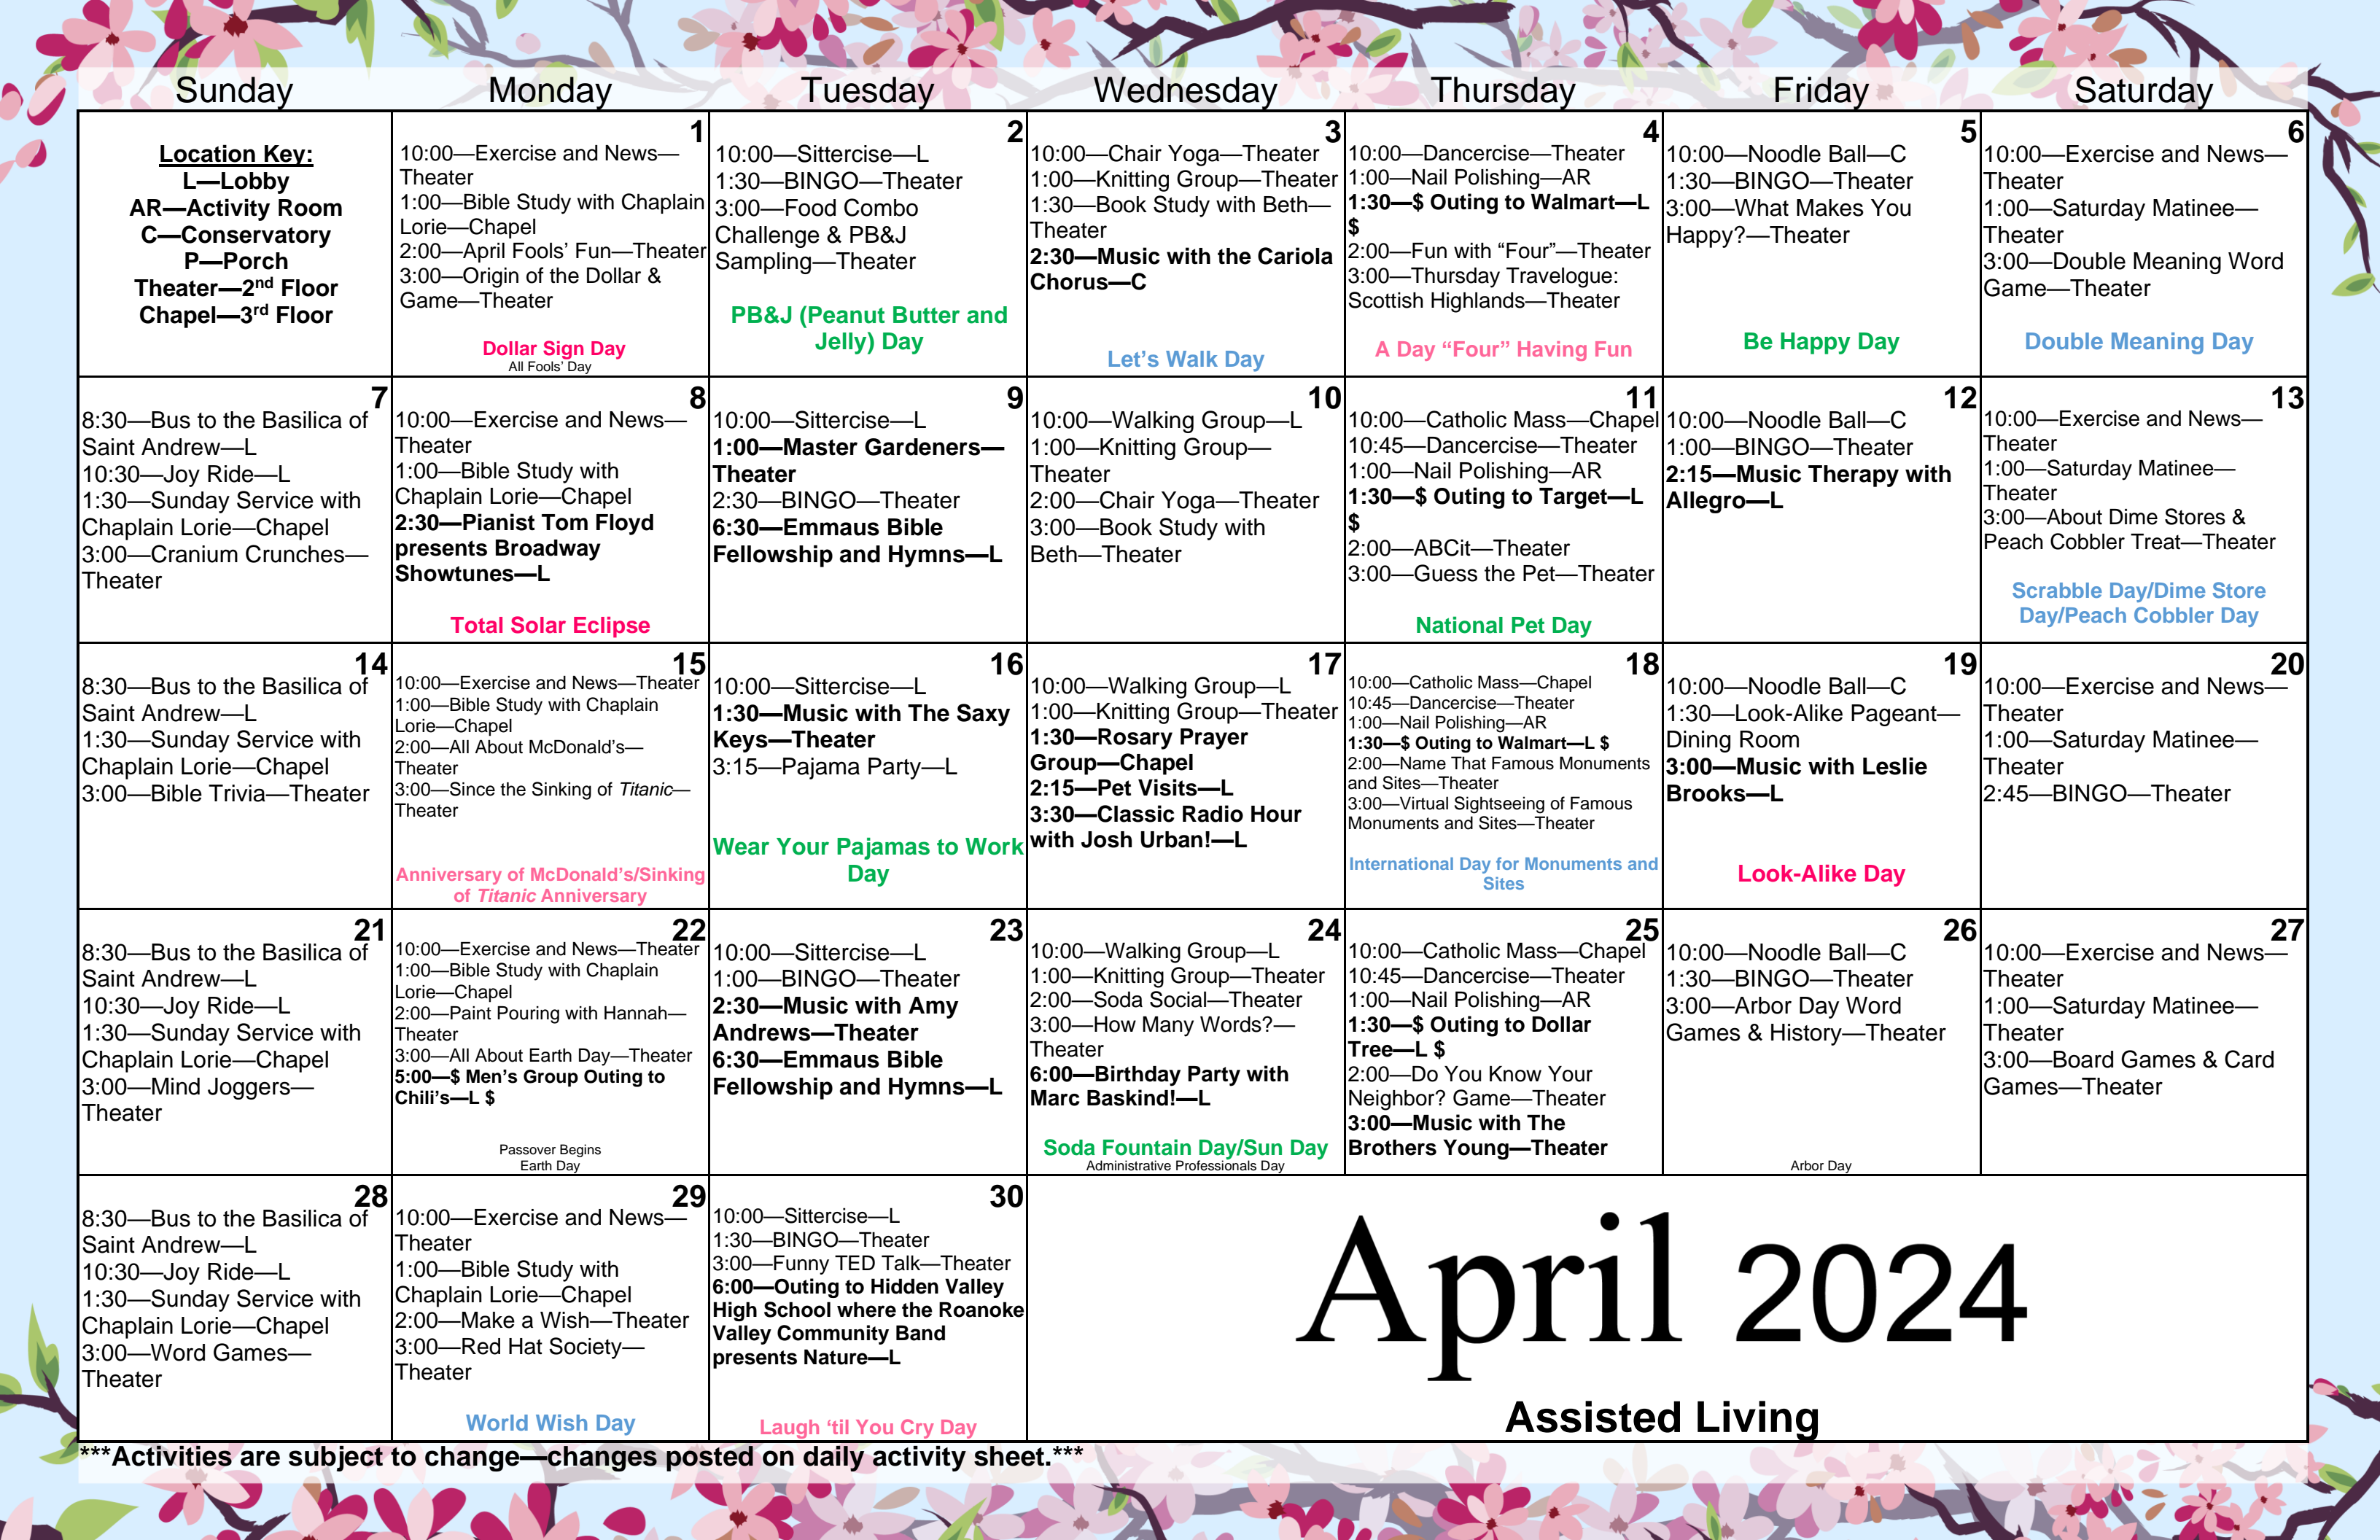 Sunday Monday Tuesday Wednesday Thursday Friday Saturday
Location Key:
L—Lobby
AR—Activity Room
C—Conservatory
P—Porch
Theater—2nd Floor
Chapel—3rd Floor
1
10:00—Exercise and News—
Theater
1:00—Bible Study with Chaplain
Lorie—Chapel
2:00—April Fools’ Fun—Theater
3:00—Origin of the Dollar &
Game—Theater
Dollar Sign Day
All Fools’ Day
2
10:00—Sittercise—L
1:30—BINGO—Theater
3:00—Food Combo
Challenge & PB&J
Sampling—Theater
PB&J (Peanut Butter and
Jelly) Day
3
10:00—Chair Yoga—Theater
1:00—Knitting Group—Theater
1:30—Book Study with Beth—
Theater
2:30—Music with the Cariola
Chorus—C
Let’s Walk Day
4
10:00—Dancercise—Theater
1:00—Nail Polishing—AR
1:30—$ Outing to Walmart—L
$
2:00—Fun with “Four”—Theater
3:00—Thursday Travelogue:
Scottish Highlands—Theater
A Day “Four” Having Fun
5
10:00—Noodle Ball—C
1:30—BINGO—Theater
3:00—What Makes You
Happy?—Theater
Be Happy Day
6
10:00—Exercise and News—
Theater
1:00—Saturday Matinee—
Theater
3:00—Double Meaning Word
Game—Theater
Double Meaning Day
7
8:30—Bus to the Basilica of
Saint Andrew—L
10:30—Joy Ride—L
1:30—Sunday Service with
Chaplain Lorie—Chapel
3:00—Cranium Crunches—
Theater
8
10:00—Exercise and News—
Theater
1:00—Bible Study with
Chaplain Lorie—Chapel
2:30—Pianist Tom Floyd
presents Broadway
Showtunes—L
Total Solar Eclipse
9
10:00—Sittercise—L
1:00—Master Gardeners—
Theater
2:30—BINGO—Theater
6:30—Emmaus Bible
Fellowship and Hymns—L
10
10:00—Walking Group—L
1:00—Knitting Group—
Theater
2:00—Chair Yoga—Theater
3:00—Book Study with
Beth—Theater
11
10:00—Catholic Mass—Chapel
10:45—Dancercise—Theater
1:00—Nail Polishing—AR
1:30—$ Outing to Target—L
$
2:00—ABCit—Theater
3:00—Guess the Pet—Theater
National Pet Day
12
10:00—Noodle Ball—C
1:00—BINGO—Theater
2:15—Music Therapy with
Allegro—L
13
10:00—Exercise and News—
Theater
1:00—Saturday Matinee—
Theater
3:00—About Dime Stores &
Peach Cobbler Treat—Theater
Scrabble Day/Dime Store
Day/Peach Cobbler Day
14
8:30—Bus to the Basilica of
Saint Andrew—L
1:30—Sunday Service with
Chaplain Lorie—Chapel
3:00—Bible Trivia—Theater
15
10:00—Exercise and News—Theater
1:00—Bible Study with Chaplain
Lorie—Chapel
2:00—All About McDonald’s—
Theater
3:00—Since the Sinking of Titanic—
Theater
Anniversary of McDonald’s/Sinking
of Titanic Anniversary
16
10:00—Sittercise—L
1:30—Music with The Saxy
Keys—Theater
3:15—Pajama Party—L
Wear Your Pajamas to Work
Day
17
10:00—Walking Group—L
1:00—Knitting Group—Theater
1:30—Rosary Prayer
Group—Chapel
2:15—Pet Visits—L
3:30—Classic Radio Hour
with Josh Urban!—L
18
10:00—Catholic Mass—Chapel
10:45—Dancercise—Theater
1:00—Nail Polishing—AR
1:30—$ Outing to Walmart—L $
2:00—Name That Famous Monuments
and Sites—Theater
3:00—Virtual Sightseeing of Famous
Monuments and Sites—Theater
International Day for Monuments and
Sites
19
10:00—Noodle Ball—C
1:30—Look-Alike Pageant—
Dining Room
3:00—Music with Leslie
Brooks—L
Look-Alike Day
20
10:00—Exercise and News—
Theater
1:00—Saturday Matinee—
Theater
2:45—BINGO—Theater
21
8:30—Bus to the Basilica of
Saint Andrew—L
10:30—Joy Ride—L
1:30—Sunday Service with
Chaplain Lorie—Chapel
3:00—Mind Joggers—
Theater
22
10:00—Exercise and News—Theater
1:00—Bible Study with Chaplain
Lorie—Chapel
2:00—Paint Pouring with Hannah—
Theater
3:00—All About Earth Day—Theater
5:00—$ Men’s Group Outing to
Chili’s—L $
Passover Begins
Earth Day
23
10:00—Sittercise—L
1:00—BINGO—Theater
2:30—Music with Amy
Andrews—Theater
6:30—Emmaus Bible
Fellowship and Hymns—L
24
10:00—Walking Group—L
1:00—Knitting Group—Theater
2:00—Soda Social—Theater
3:00—How Many Words?—
Theater
6:00—Birthday Party with
Marc Baskind!—L
Soda Fountain Day/Sun Day
Administrative Professionals Day
25
10:00—Catholic Mass—Chapel
10:45—Dancercise—Theater
1:00—Nail Polishing—AR
1:30—$ Outing to Dollar
Tree—L $
2:00—Do You Know Your
Neighbor? Game—Theater
3:00—Music with The
Brothers Young—Theater
26
10:00—Noodle Ball—C
1:30—BINGO—Theater
3:00—Arbor Day Word
Games & History—Theater
Arbor Day
27
10:00—Exercise and News—
Theater
1:00—Saturday Matinee—
Theater
3:00—Board Games & Card
Games—Theater
28
8:30—Bus to the Basilica of
Saint Andrew—L
10:30—Joy Ride—L
1:30—Sunday Service with
Chaplain Lorie—Chapel
3:00—Word Games—
Theater
29
10:00—Exercise and News—
Theater
1:00—Bible Study with
Chaplain Lorie—Chapel
2:00—Make a Wish—Theater
3:00—Red Hat Society—
Theater
World Wish Day
30
10:00—Sittercise—L
1:30—BINGO—Theater
3:00—Funny TED Talk—Theater
6:00—Outing to Hidden Valley
High School where the Roanoke
Valley Community Band
presents Nature—L
Laugh ‘til You Cry Day
April 2024
Assisted Living
***Activities are subject to change—changes posted on daily activity sheet.***